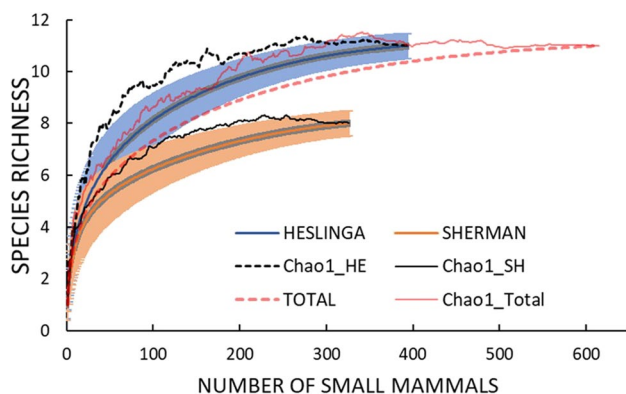 12
10
8
6
4
2
0
SPECIES RICHNESS
HESLINGA SHERMAN
Chao1_HE Chao1_SH
TOTAL Chao1_Total
0 100 200 300 400 500 600
NUMBER OF SMALL MAMMALS